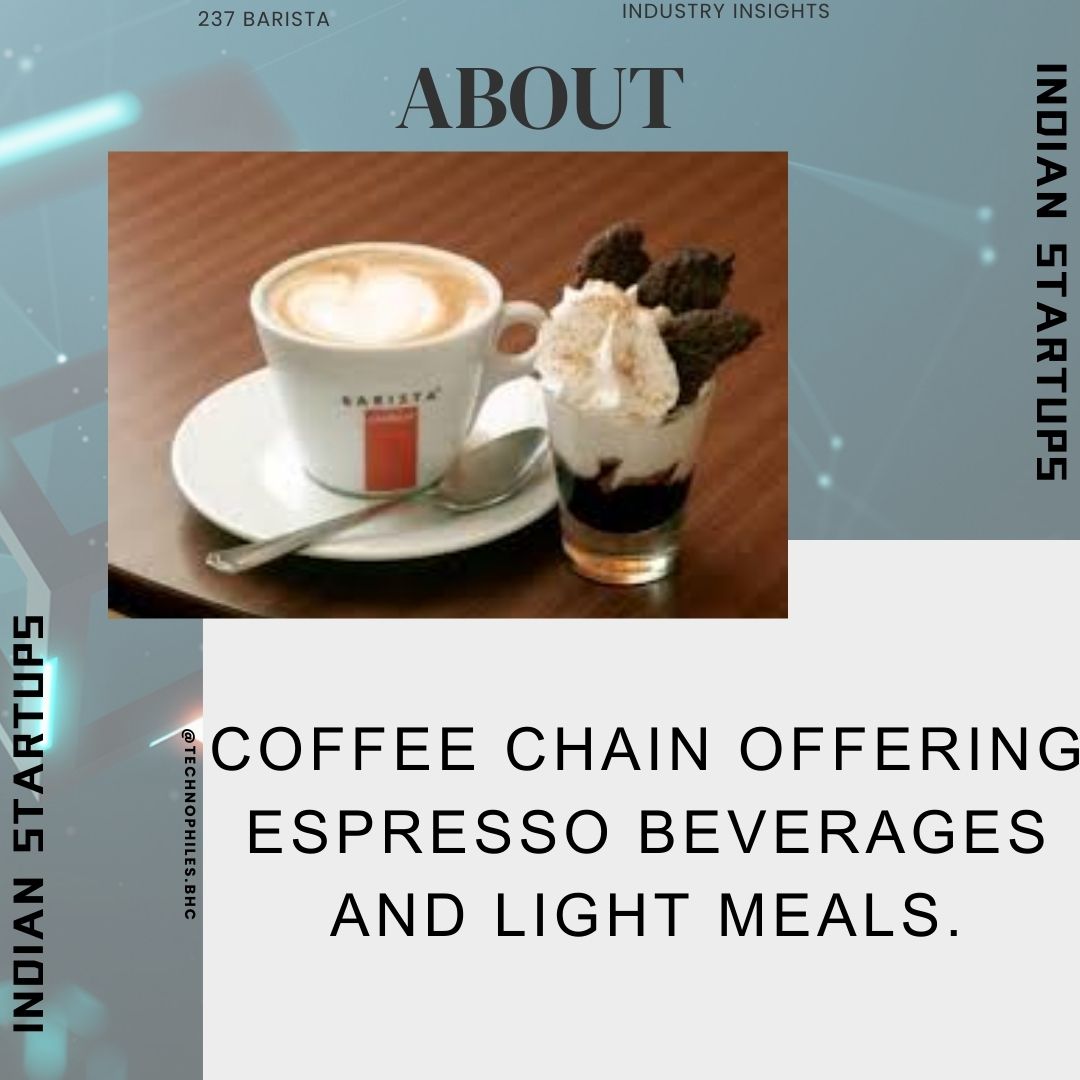 237 BARISTA
INDUSTRY INSIGHTS
ABOUT
INDIAN STARTUPS
BARISTA
COFFEE CHAIN OFFERING
ESPRESSO BEVERAGES
AND LIGHT MEALS.
@TECHNOPHILES.BHC
INDIAN STARTUPS